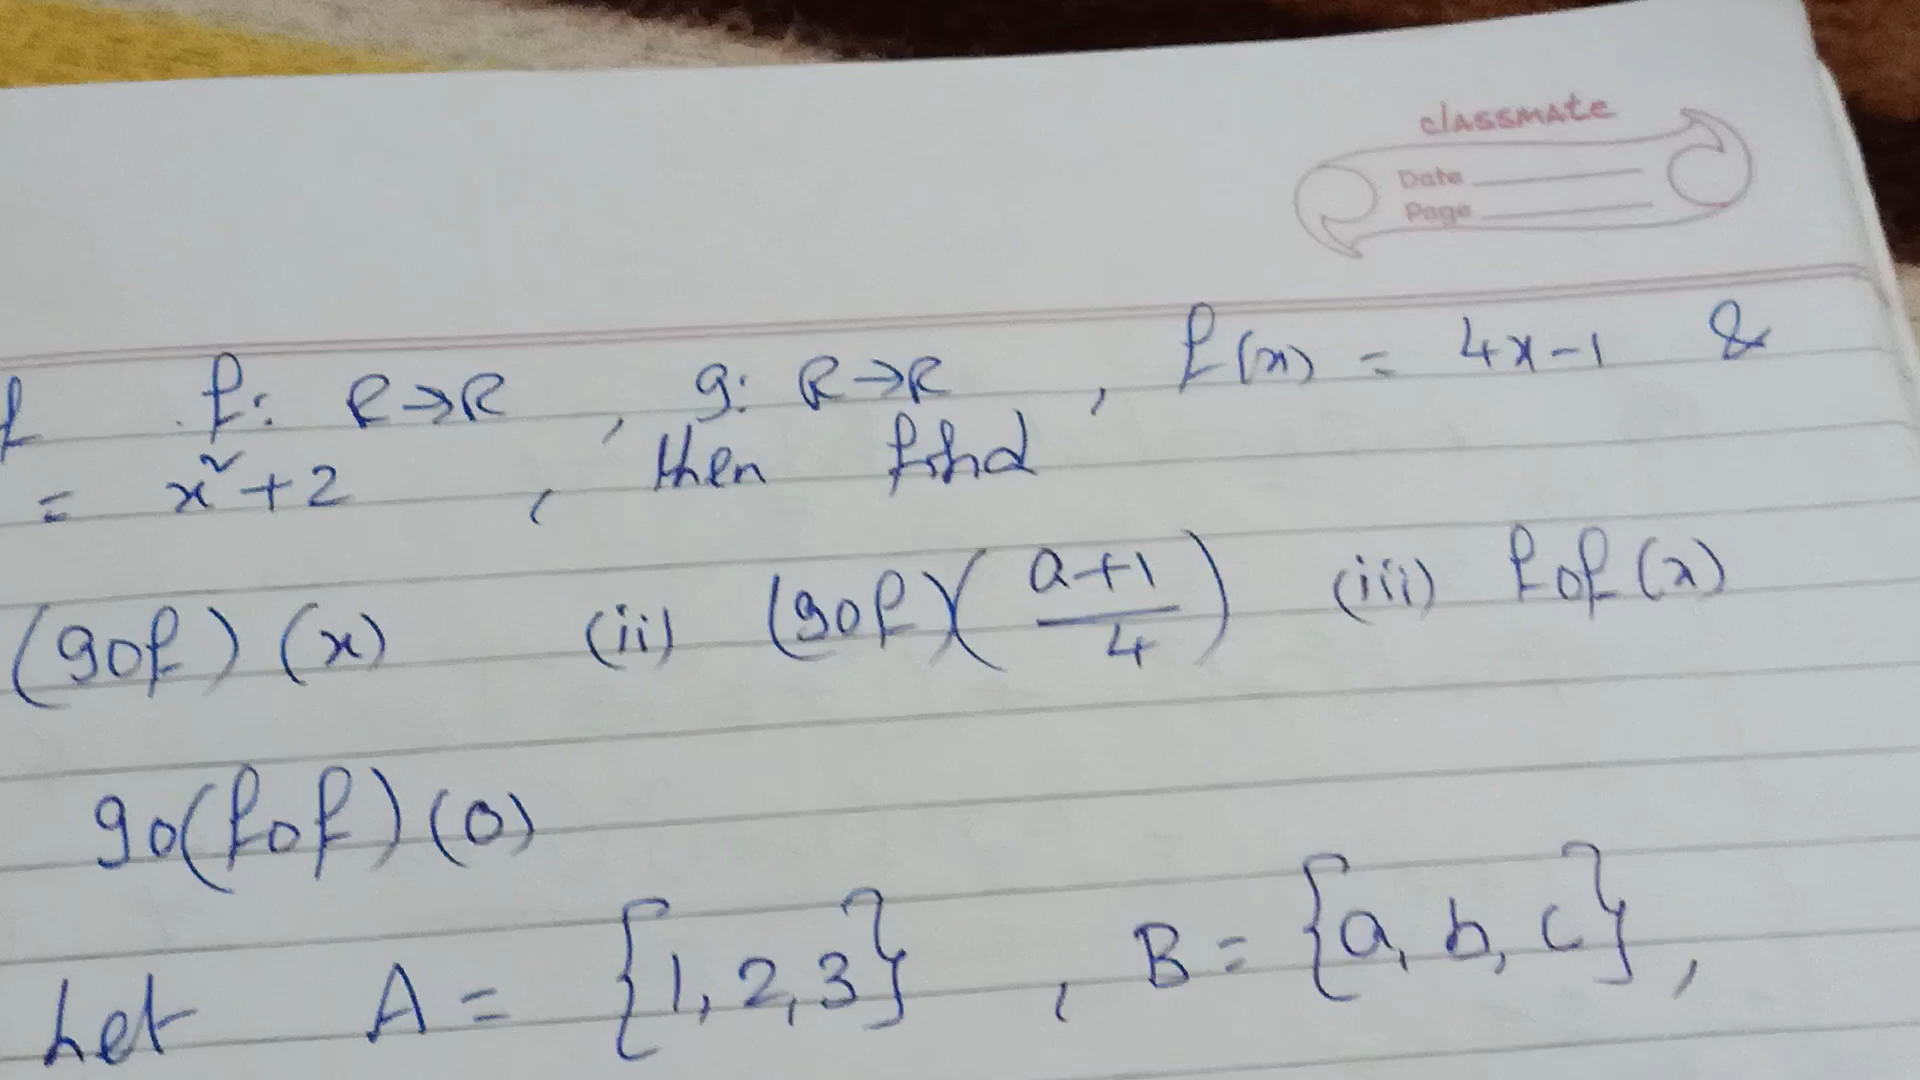 classmate
Date
Page
f: R→R , g: R→R , f(x) = 4x-1 &
= x²+2 , then find
(gof) (x) (ii) (gof)(a+1/4) (iii) fof(x)
go(fof)(0)
Let A = {1, 2, 3} , B = {a, b, c} ,